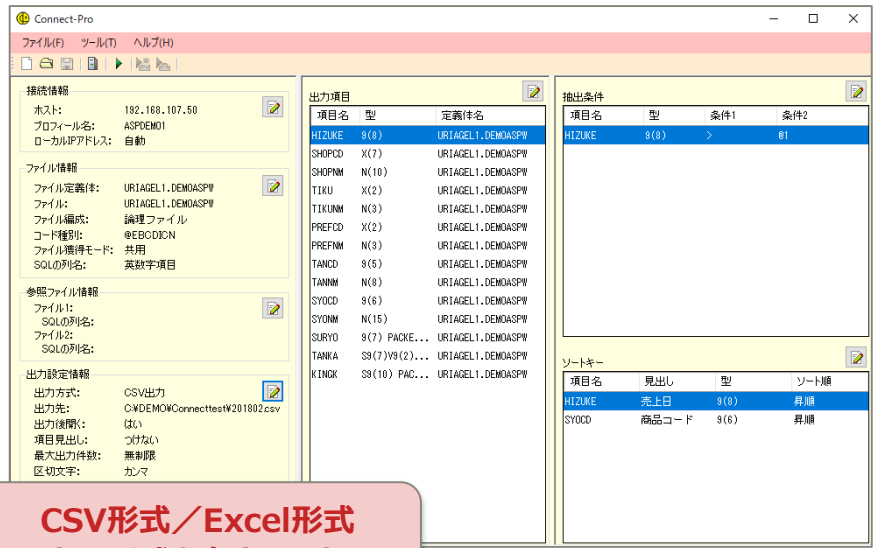 Connect-Pro
ファイル(F) ツール(T) ヘルプ(H)
接続情報
ホスト: 192.168.107.50
プロフィール名: ASPDEMO1
ローカルIPアドレス: 自動
ファイル情報
ファイル定義体: URIAGEL1.DEMOASPW
ファイル: URIAGEL1.DEMOASPW
ファイル編成: 論理ファイル
コード種別: @EBCDICN
ファイル獲得モード: 共用
SQLの列名: 英数字項目
参照ファイル情報
ファイル1:
SQLの列名:
ファイル2:
SQLの列名:
出力設定情報
出力方式: CSV出力
出力先: C:¥DEMO¥Connecttest¥201802.csv
出力後開く: はい
項目見出し: つけない
最大出力件数: 無制限
区切文字: カンマ
出力項目
項目名 型 定義体名
HIZUKE 9(8) URIAGEL1.DEMOASPW
SHOPCD X(7) URIAGEL1.DEMOASPW
SHOPNM N(10) URIAGEL1.DEMOASPW
TIKU X(2) URIAGEL1.DEMOASPW
TIKUNM N(3) URIAGEL1.DEMOASPW
PREFCD X(2) URIAGEL1.DEMOASPW
PREFNM N(3) URIAGEL1.DEMOASPW
TANCD 9(5) URIAGEL1.DEMOASPW
TANNM N(8) URIAGEL1.DEMOASPW
SYOCD 9(6) URIAGEL1.DEMOASPW
SYONM N(15) URIAGEL1.DEMOASPW
SURYO 9(7) PACKE... URIAGEL1.DEMOASPW
TANKA S9(7)V9(2)... URIAGEL1.DEMOASPW
KINGK S9(10) PAC... URIAGEL1.DEMOASPW
抽出条件
項目名 型 条件1 条件2
HIZUKE 9(8) > @1
ソートキー
項目名 見出し 型 ソート順
HIZUKE 売上日 9(8) 昇順
SYOCD 商品コード 9(6) 昇順
CSV形式／Excel形式